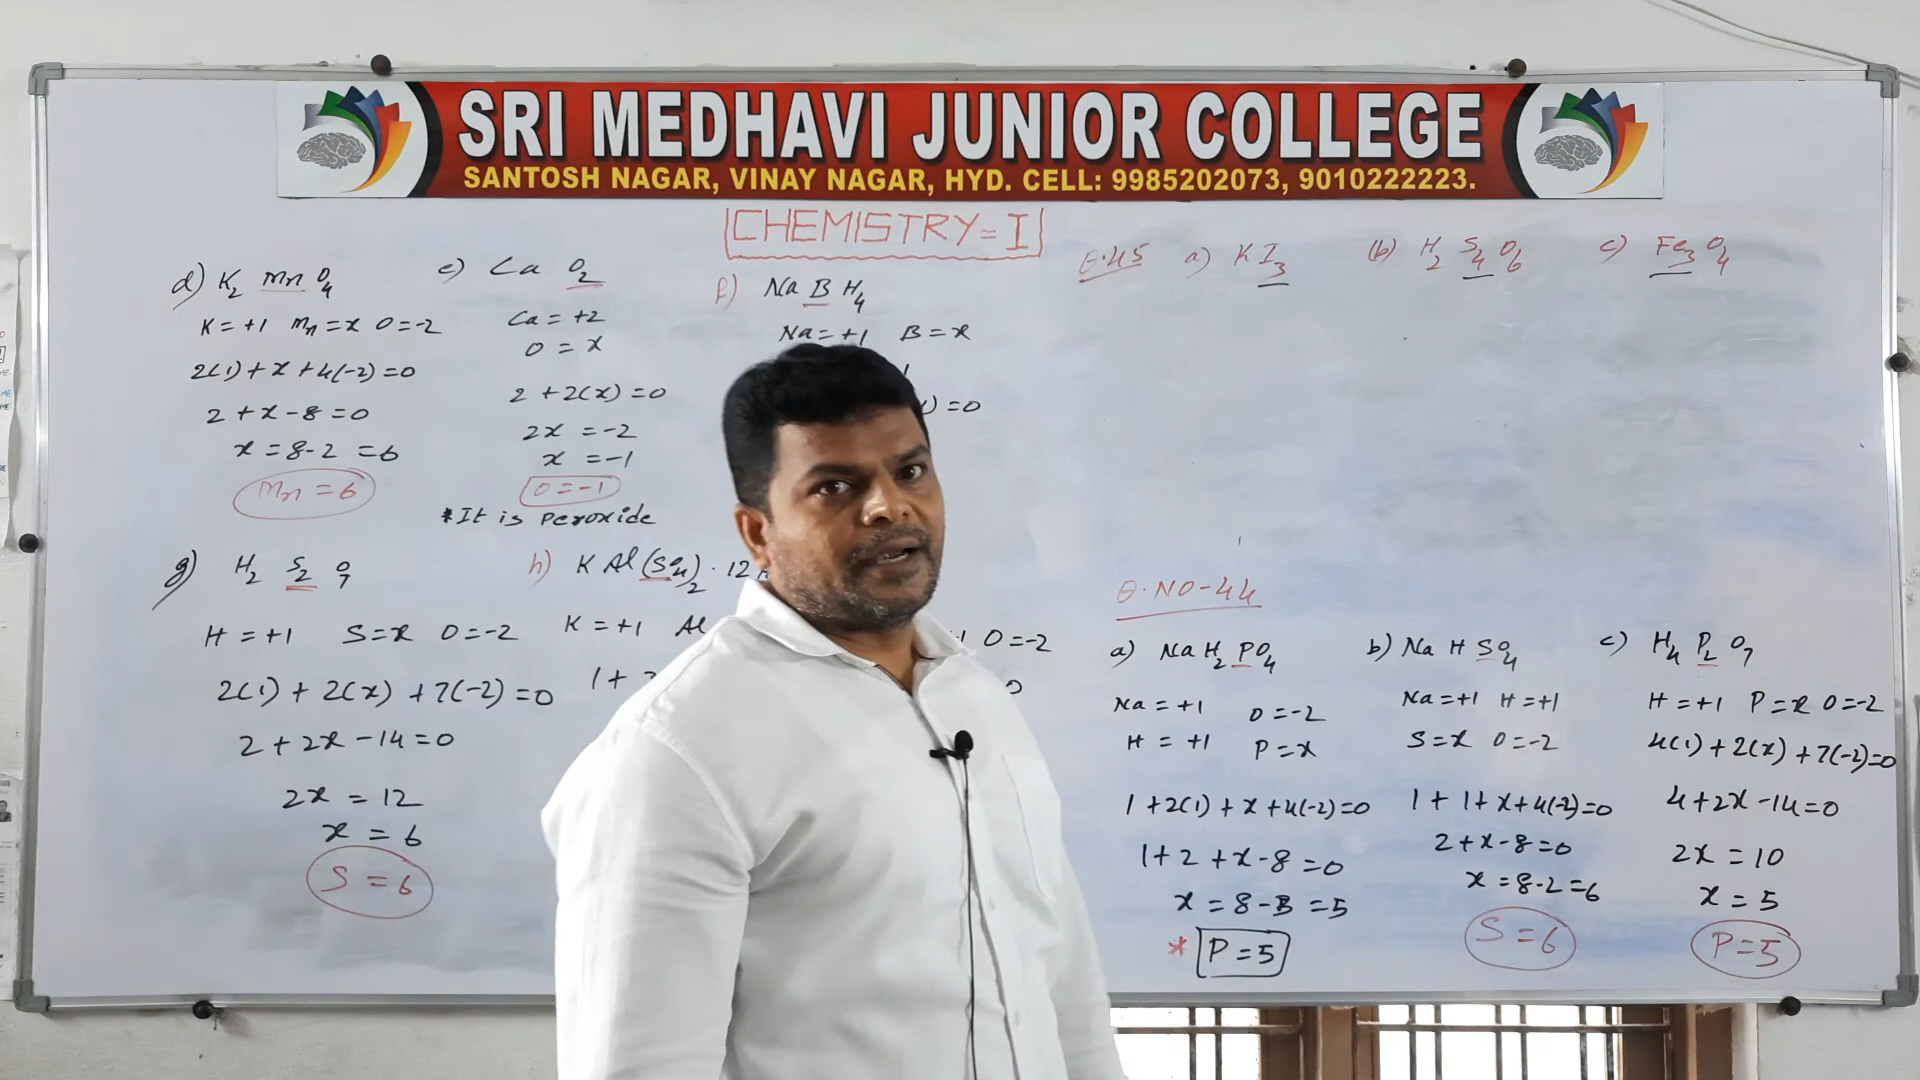 SRI MEDHAVI JUNIOR COLLEGE
SANTOSH NAGAR, VINAY NAGAR, HYD. CELL: 9985202073, 9010222223.
CHEMISTRY=I
d) K2 Mn O4
K = +1 Mn = x O = -2
2(1) + x + 4(-2) = 0
2 + x - 8 = 0
x = 8 - 2 = 6
Mn = 6
e) Ca O2
Ca = +2
O = x
2 + 2(x) = 0
2x = -2
x = -1
O = -1
*It is peroxide
f) Na B H4
Na = +1 B = x
) = 0
g) H2 S2 O7
H = +1 S = x O = -2
2(1) + 2(x) + 7(-2) = 0
2 + 2x - 14 = 0
2x = 12
x = 6
S = 6
h) K Al (SO4)2 . 12
K = +1 Al
O = -2
1 +
Q.45 a) K I3 (b) H2 S4 O6 c) Fe3 O4
Q.NO-44
a) Na H2 PO4
Na = +1 O = -2
H = +1 P = x
1 + 2(1) + x + 4(-2) = 0
1 + 2 + x - 8 = 0
x = 8 - 3 = 5
* P = 5
b) Na H SO4
Na = +1 H = +1
S = x O = -2
1 + 1 + x + 4(-2) = 0
2 + x - 8 = 0
x = 8 - 2 = 6
S = 6
c) H4 P2 O7
H = +1 P = x O = -2
4(1) + 2(x) + 7(-2) = 0
4 + 2x - 14 = 0
2x = 10
x = 5
P = 5